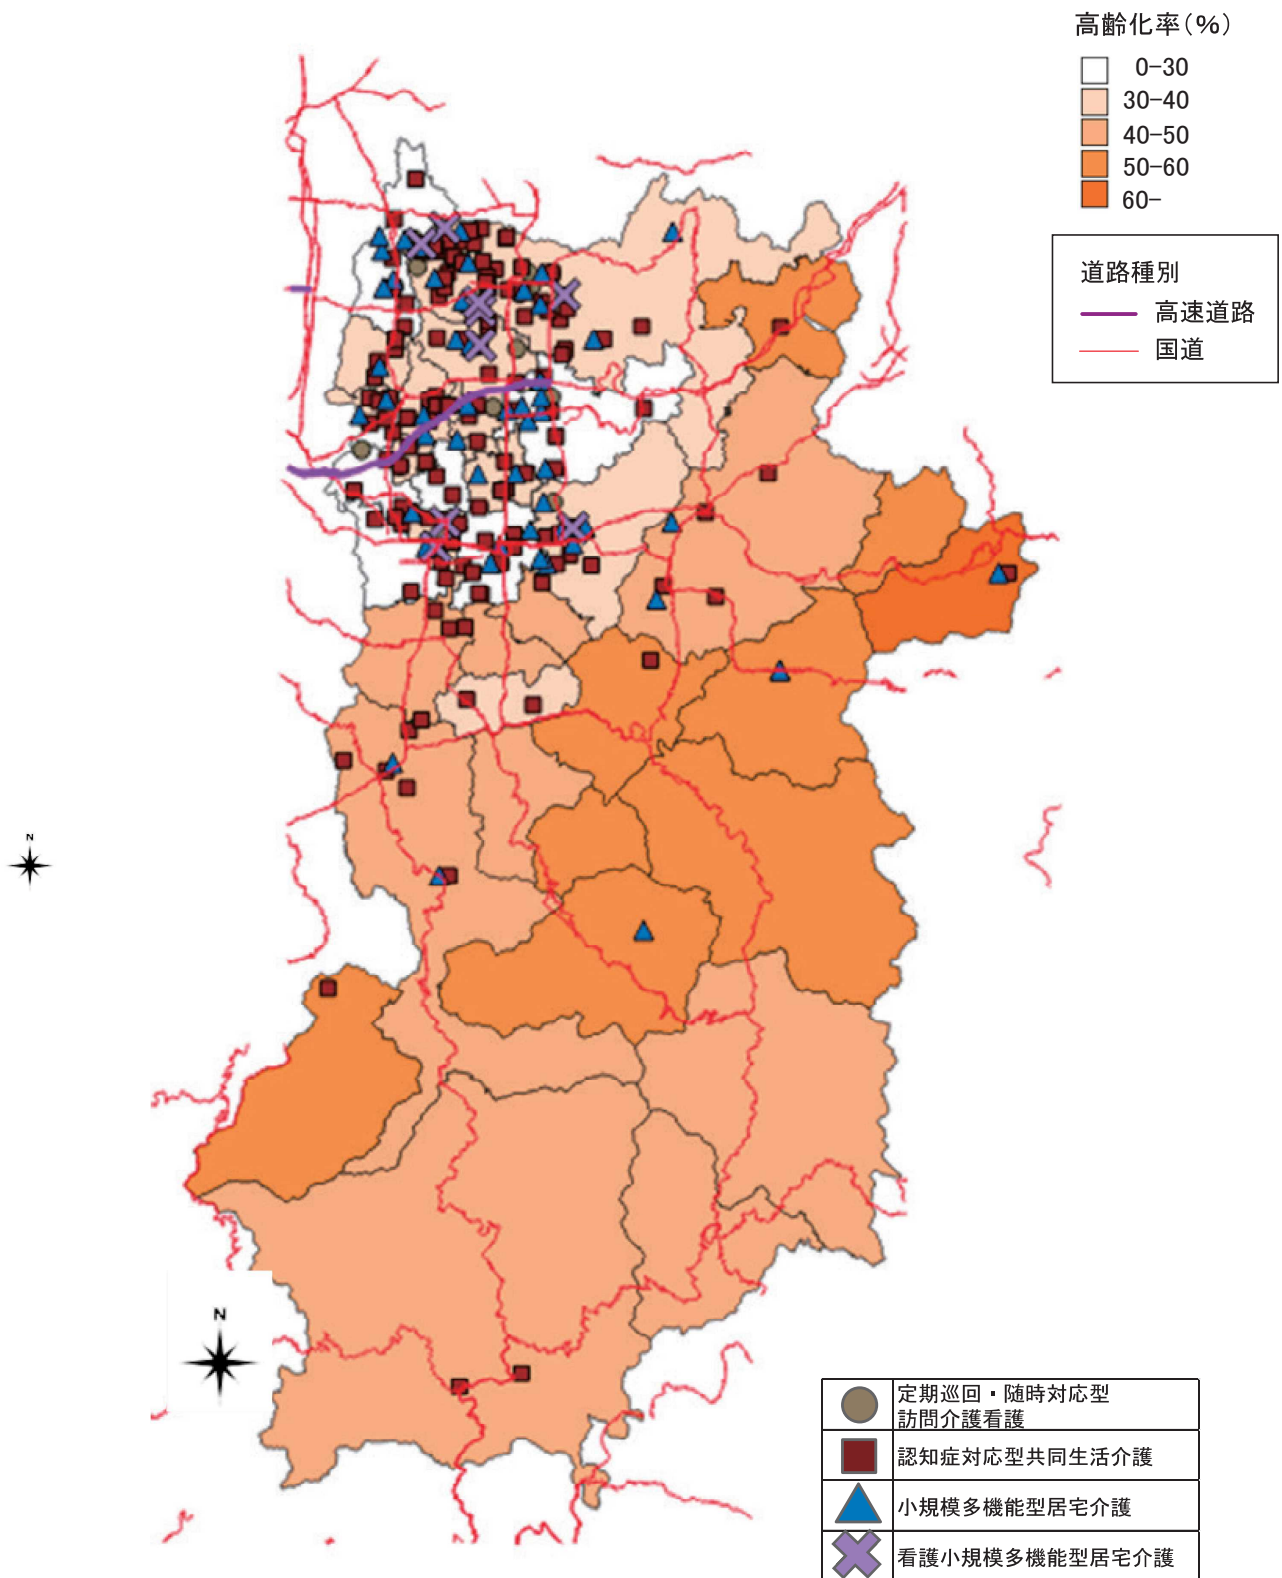 高齢化率(%)
0-30
30-40
40-50
50-60
60-
道路種別
高速道路
国道
N
N
定期巡回・随時対応型
訪問介護看護
認知症対応型共同生活介護
小規模多機能型居宅介護
看護小規模多機能型居宅介護